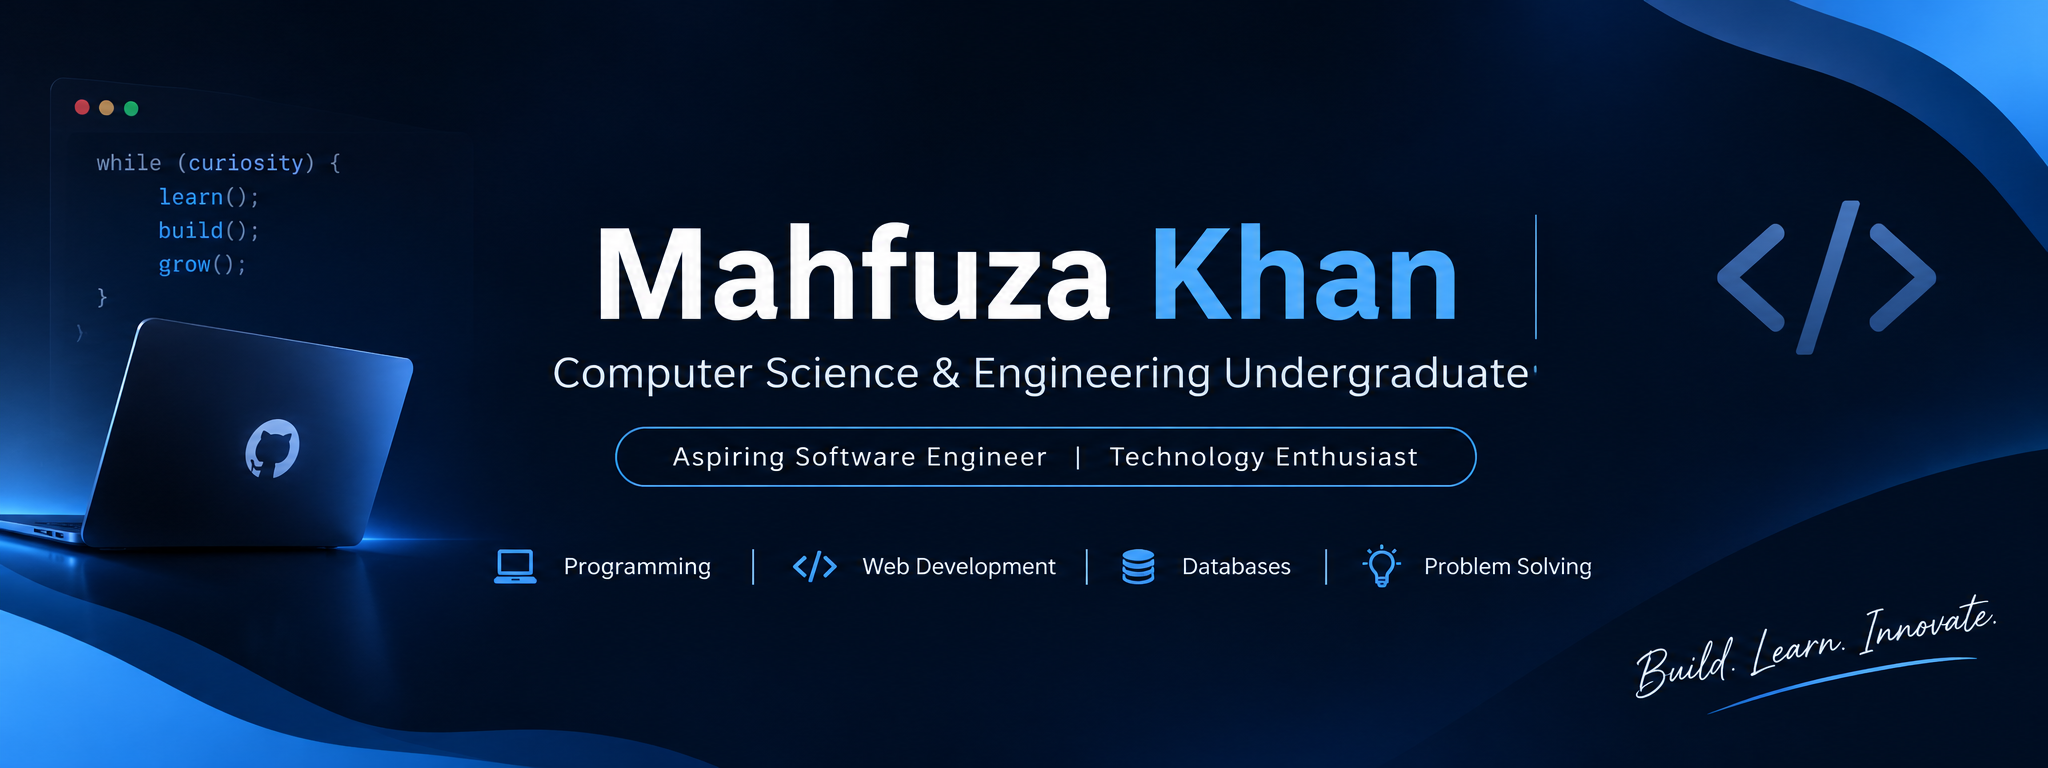 while (curiosity) {
learn();
build();
grow();
}
}
Mahfuza Khan
Computer Science & Engineering Undergraduate
Aspiring Software Engineer | Technology Enthusiast
Programming | </> Web Development | Databases | Problem Solving
</>
Build. Learn. Innovate.